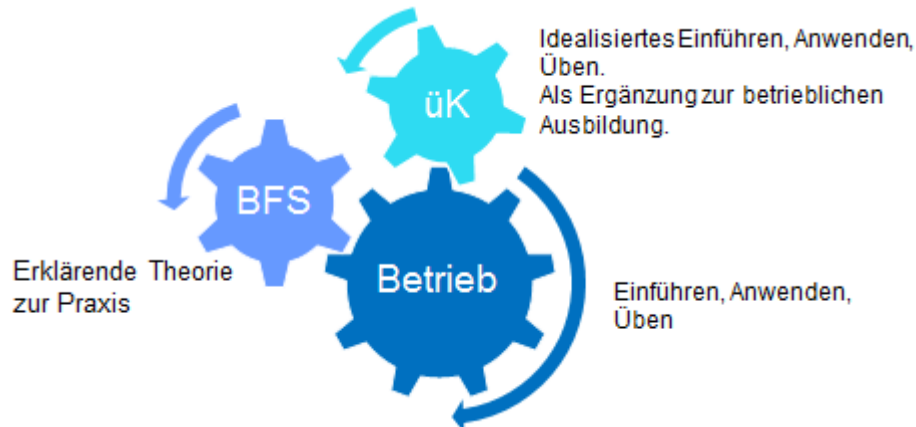 Idealisiertes Einführen, Anwenden,
Üben.
Als Ergänzung zur betrieblichen
Ausbildung.
üK
BFS
Erklärende Theorie
zur Praxis
Betrieb
Einführen, Anwenden,
Üben